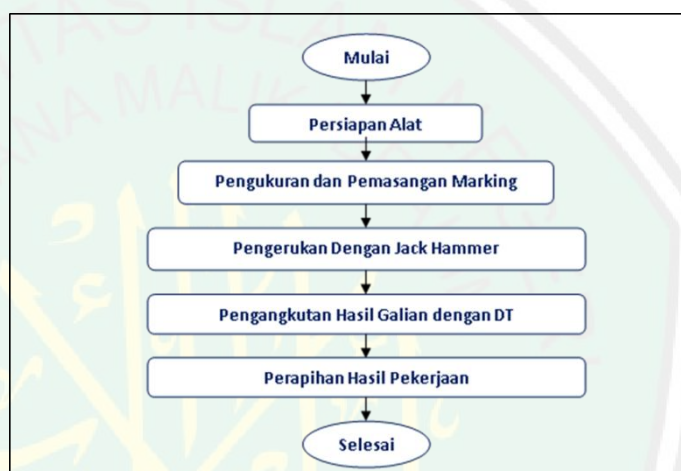 Mulai
Persiapan Alat
Pengukuran dan Pemasangan Marking
Pengerukan Dengan Jack Hammer
Pengangkutan Hasil Galian dengan DT
Perapihan Hasil Pekerjaan
Selesai